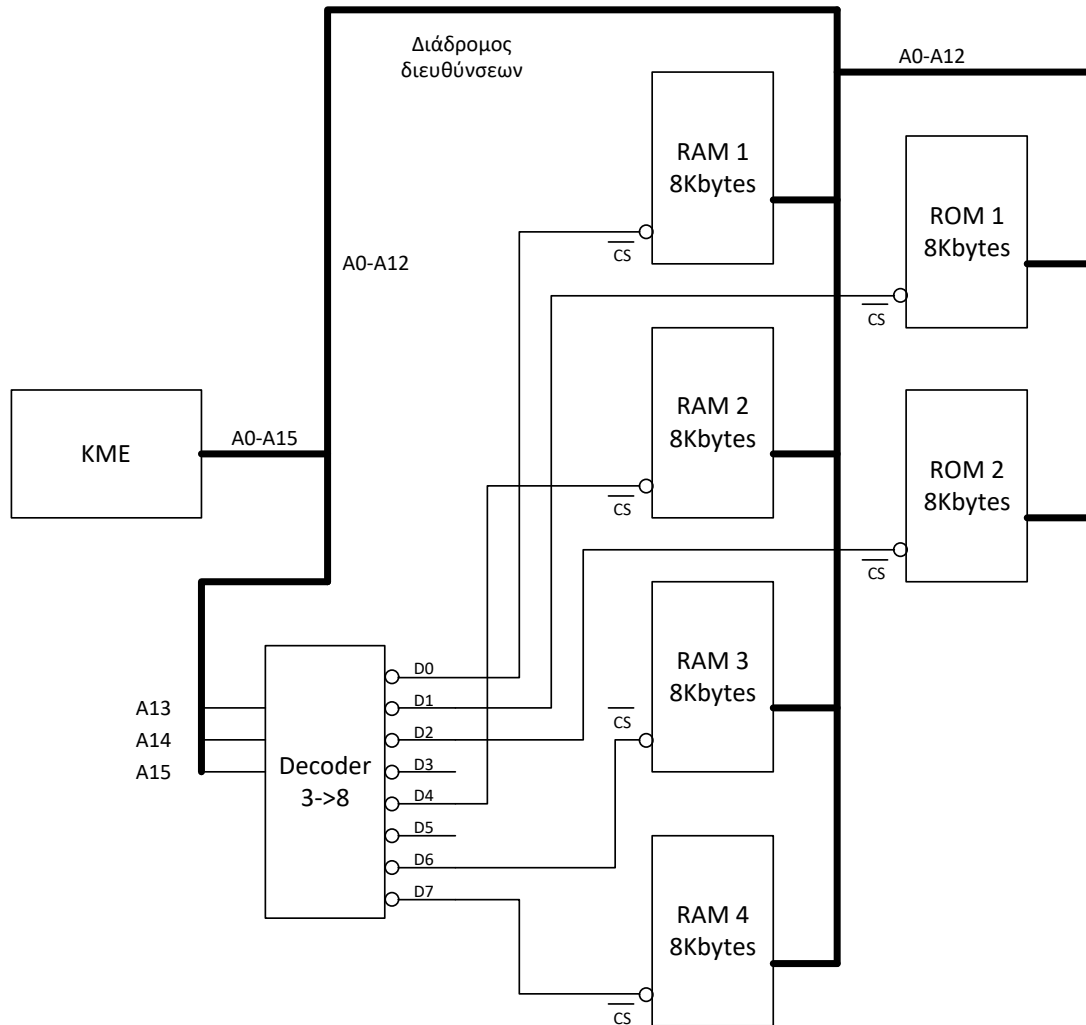 Διάδρομος
διευθύνσεων
A0-A12
RAM 1
8Kbytes
CS
ROM 1
8Kbytes
CS
A0-A12
RAM 2
8Kbytes
CS
ROM 2
8Kbytes
CS
ΚΜΕ
A0-A15
RAM 3
8Kbytes
CS
A13
A14
A15
Decoder
3->8
D0
D1
D2
D3
D4
D5
D6
D7
RAM 4
8Kbytes
CS